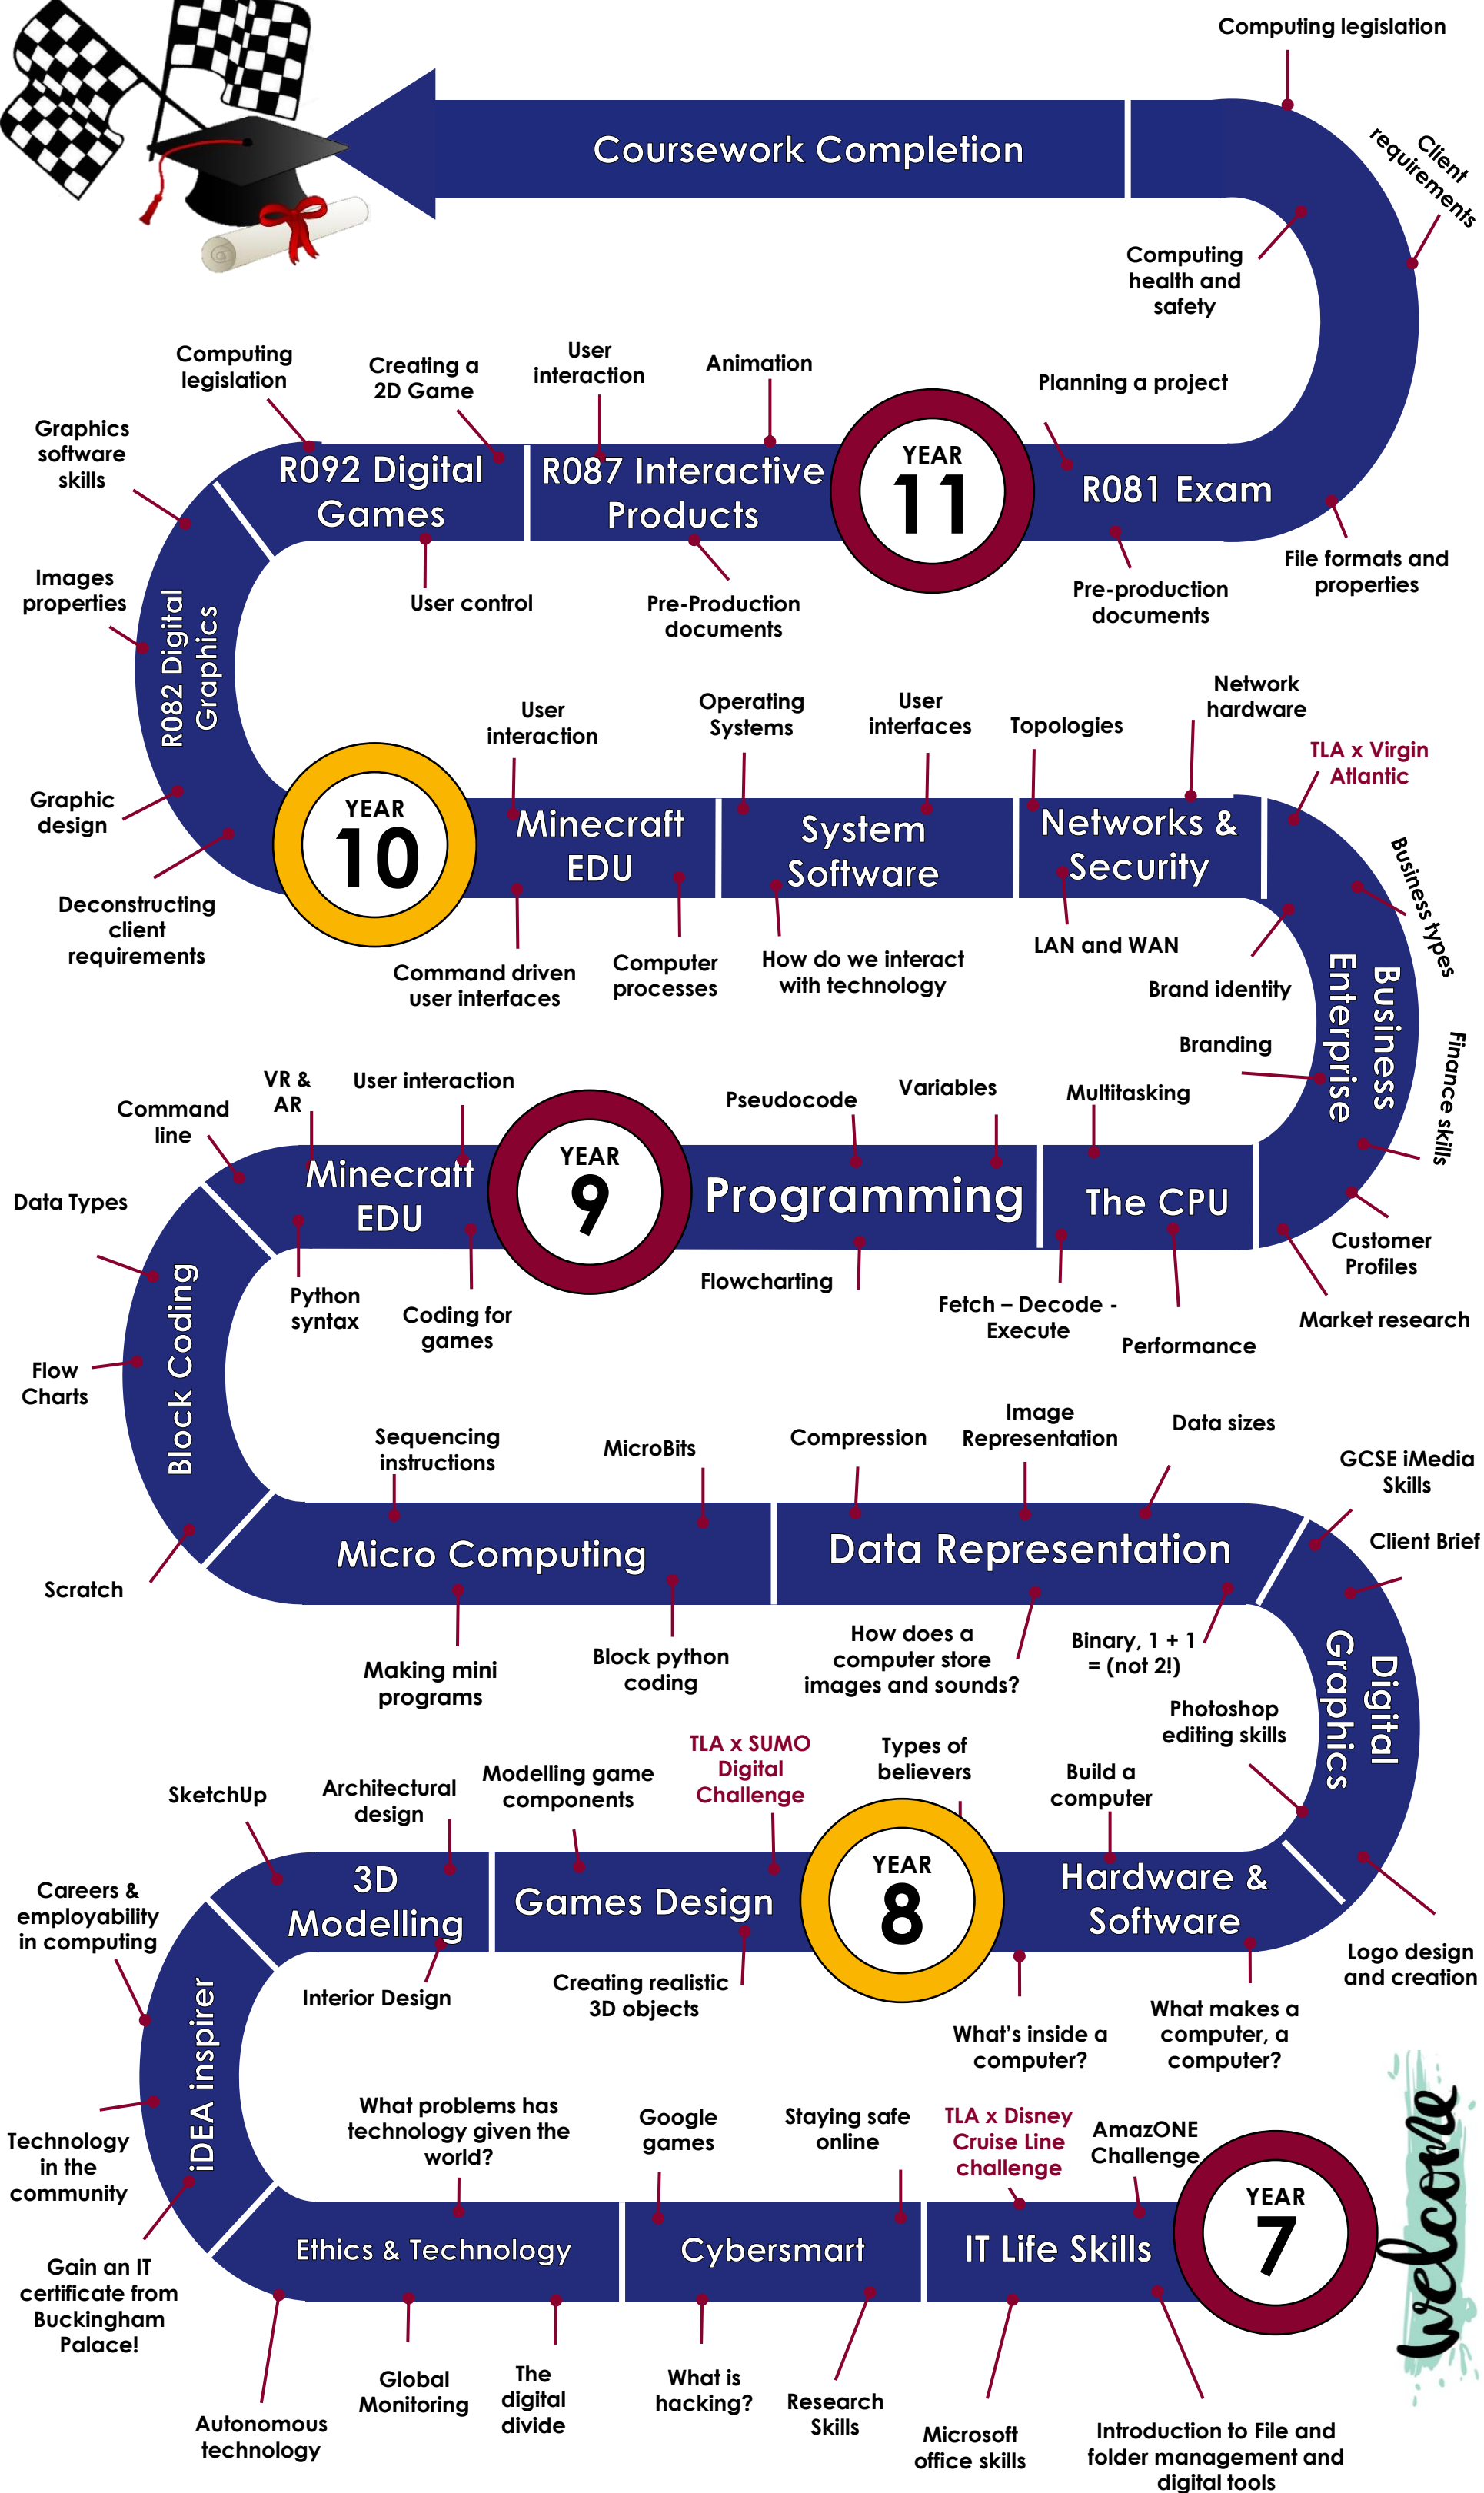 Computing legislation
Coursework Completion
Client
requirements
Computing
health and
safety
Computing
legislation
Creating a
2D Game
User
interaction
Animation
Planning a project
Graphics
software
skills
R092 Digital
Games
R087 Interactive
Products
YEAR
11
R081 Exam
Images
properties
User control
Pre-Production
documents
Pre-production
documents
File formats and
properties
R082 Digital
Graphics
User
interaction
Operating
Systems
User
interfaces
Topologies
Network
hardware
TLA x Virgin
Atlantic
Graphic
design
YEAR
10
Minecraft
EDU
System
Software
Networks &
Security
Business types
Deconstructing
client
requirements
Command driven
user interfaces
Computer
processes
How do we interact
with technology
LAN and WAN
Brand identity
Business
Enterprise
Branding
Finance skills
Command
line
VR &
AR
User interaction
Pseudocode
Variables
Multitasking
Data Types
Minecraft
EDU
YEAR
9
Programming
The CPU
Customer
Profiles
Python
syntax
Coding for
games
Flowcharting
Fetch – Decode -
Execute
Performance
Market research
Block Coding
Flow
Charts
Sequencing
instructions
MicroBits
Compression
Image
Representation
Data sizes
GCSE iMedia
Skills
Client Brief
Scratch
Micro Computing
Data Representation
Making mini
programs
Block python
coding
How does a
computer store
images and sounds?
Binary, 1 + 1
= (not 2!)
Digital
Graphics
Photoshop
editing skills
SketchUp
Architectural
design
Modelling game
components
TLA x SUMO
Digital
Challenge
Types of
believers
Build a
computer
Careers &
employability
in computing
3D
Modelling
Games Design
YEAR
8
Hardware &
Software
Logo design
and creation
Interior Design
Creating realistic
3D objects
What's inside a
computer?
What makes a
computer, a
computer?
iDEA inspirer
Technology
in the
community
What problems has
technology given the
world?
Google
games
Staying safe
online
TLA x Disney
Cruise Line
challenge
AmazONE
Challenge
Gain an IT
certificate from
Buckingham
Palace!
Ethics & Technology
Cybersmart
IT Life Skills
YEAR
7
welcome
Autonomous
technology
Global
Monitoring
The
digital
divide
What is
hacking?
Research
Skills
Microsoft
office skills
Introduction to File and
folder management and
digital tools